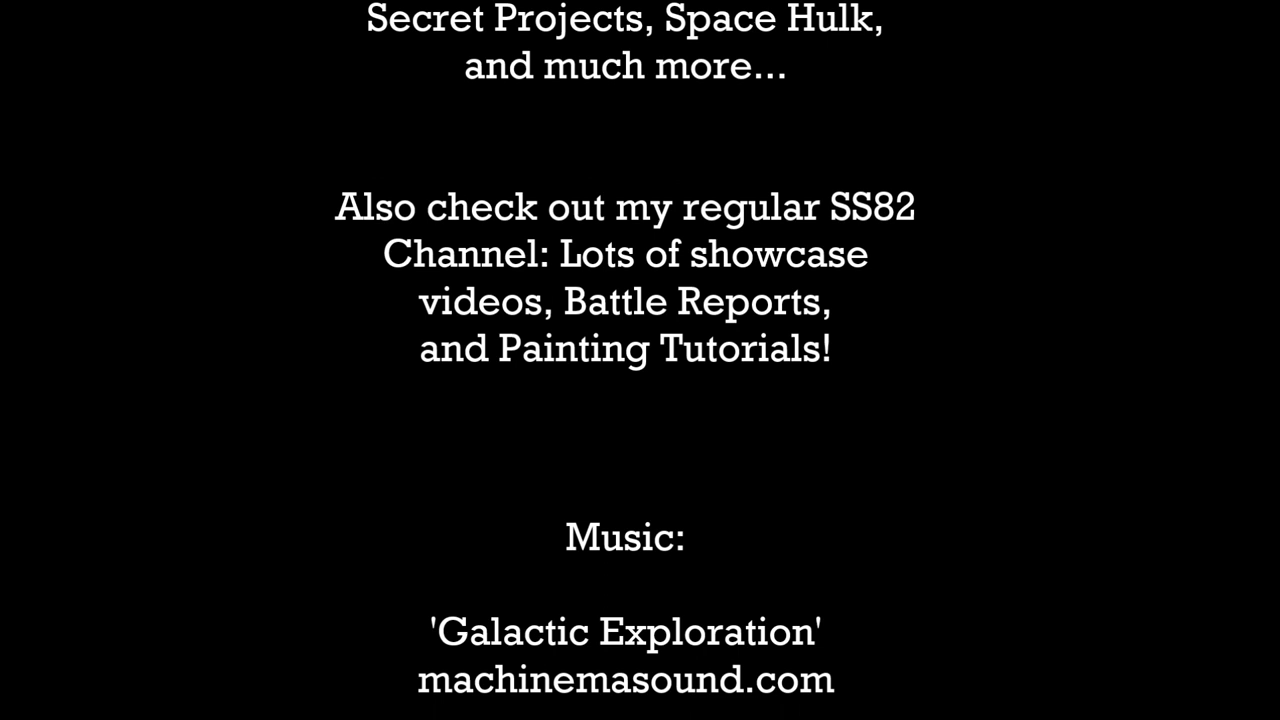 Secret Projects, Space Hulk,
and much more...
Also check out my regular SS82
Channel: Lots of showcase
videos, Battle Reports,
and Painting Tutorials!
Music:
'Galactic Exploration'
machinemasound.com